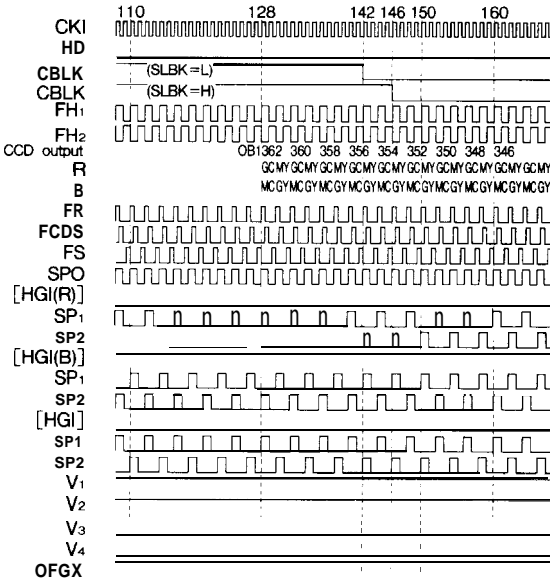 110 128 142 146 150 160
CKI
HD
CBLK (SLBK=L)
CBLK (SLBK=H)
FH1
FH2
CCD output OB1362 360 358 356 354 352 350 348 346
R GCMYGCMYGCMYGCMYGCMYGCMYGCMYGCMYGCMYGCMY
B MCGYMCGYMCGYMCGYMCGYMCGYMCGYMCGYMCGYMCGY
FR
FCDS
FS
SPO
[HGI(R)]
SP1
SP2
[HGI(B)]
SP1
SP2
[HGI]
SP1
SP2
V1
V2
V3
V4
OFGX